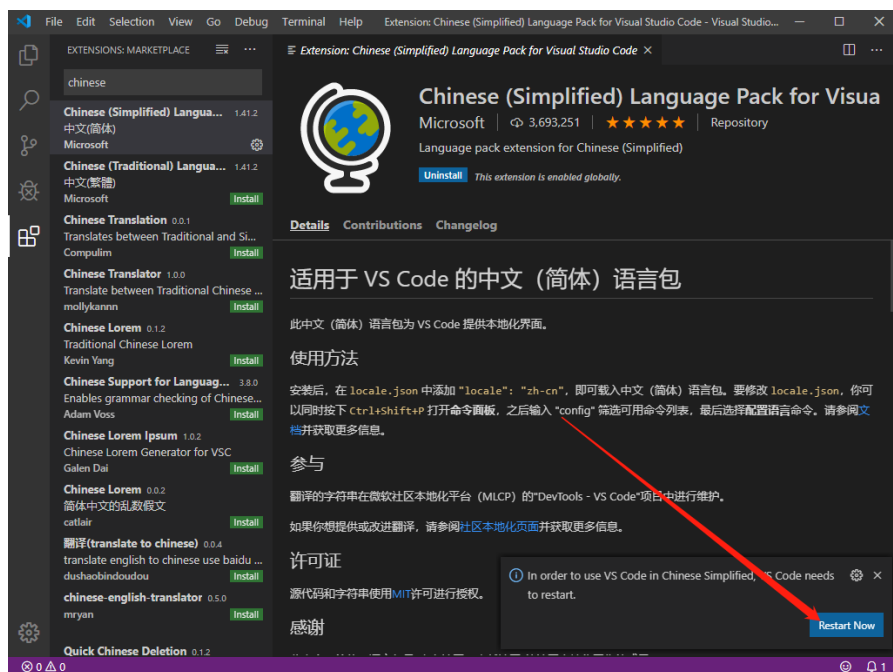 File Edit Selection View Go Debug Terminal Help Extension: Chinese (Simplified) Language Pack for Visual Studio Code - Visual Studio...
EXTENSIONS: MARKETPLACE
chinese
Chinese (Simplified) Langua... 1.41.2
中文(简体)
Microsoft
Chinese (Traditional) Langua... 1.41.2
中文(繁體)
Microsoft Install
Chinese Translation 0.0.1
Translates between Traditional and Si...
Compulim Install
Chinese Translator 1.0.0
Translate between Traditional Chinese ...
mollykannn Install
Chinese Lorem 0.1.2
Traditional Chinese Lorem
Kevin Yang Install
Chinese Support for Languag... 3.8.0
Enables grammar checking of Chinese...
Adam Voss Install
Chinese Lorem Ipsum 1.0.2
Chinese Lorem Generator for VSC
Galen Dai Install
Chinese Lorem 0.0.2
简体中文的乱数假文
catlair Install
翻译(translate to chinese) 0.0.4
translate english to chinese use baidu ...
dushaobindoudou Install
chinese-english-translator 0.5.0
mryan Install
Quick Chinese Deletion 0.1.2
Extension: Chinese (Simplified) Language Pack for Visual Studio Code
Chinese (Simplified) Language Pack for Visua
Microsoft 3,693,251 Repository
Language pack extension for Chinese (Simplified)
Uninstall This extension is enabled globally.
Details Contributions Changelog
适用于 VS Code 的中文（简体）语言包
此中文（简体）语言包为 VS Code 提供本地化界面。
使用方法
安装后，在 locale.json 中添加 "locale": "zh-cn"，即可载入中文（简体）语言包。要修改 locale.json，你可
以同时按下 Ctrl+Shift+P 打开命令面板，之后输入 "config" 筛选可用命令列表，最后选择配置语言命令。请参阅文
档并获取更多信息。
参与
翻译的字符串在微软社区本地化平台（MLCP）的"DevTools - VS Code"项目中进行维护。
如果你想提供或改进翻译，请参阅社区本地化页面并获取更多信息。
许可证
源代码和字符串使用MIT许可进行授权。
感谢
In order to use VS Code in Chinese Simplified, VS Code needs
to restart.
Restart Now
0 0
1